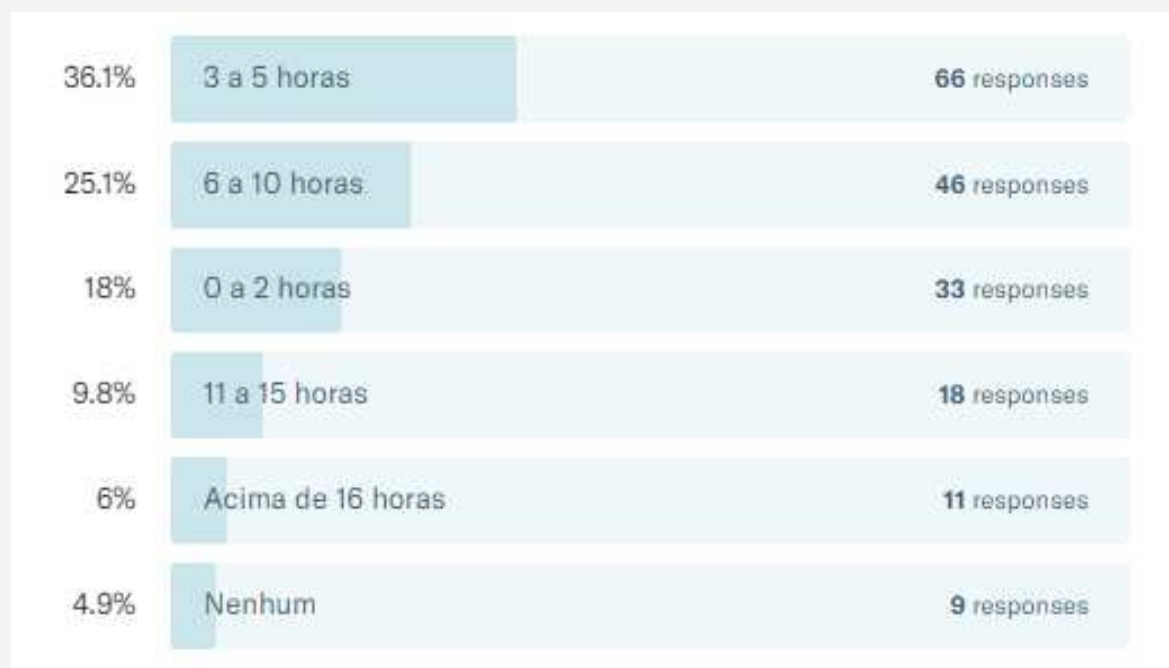 36.1% 3 a 5 horas 66 responses
25.1% 6 a 10 horas 46 responses
18% 0 a 2 horas 33 responses
9.8% 11 a 15 horas 18 responses
6% Acima de 16 horas 11 responses
4.9% Nenhum 9 responses